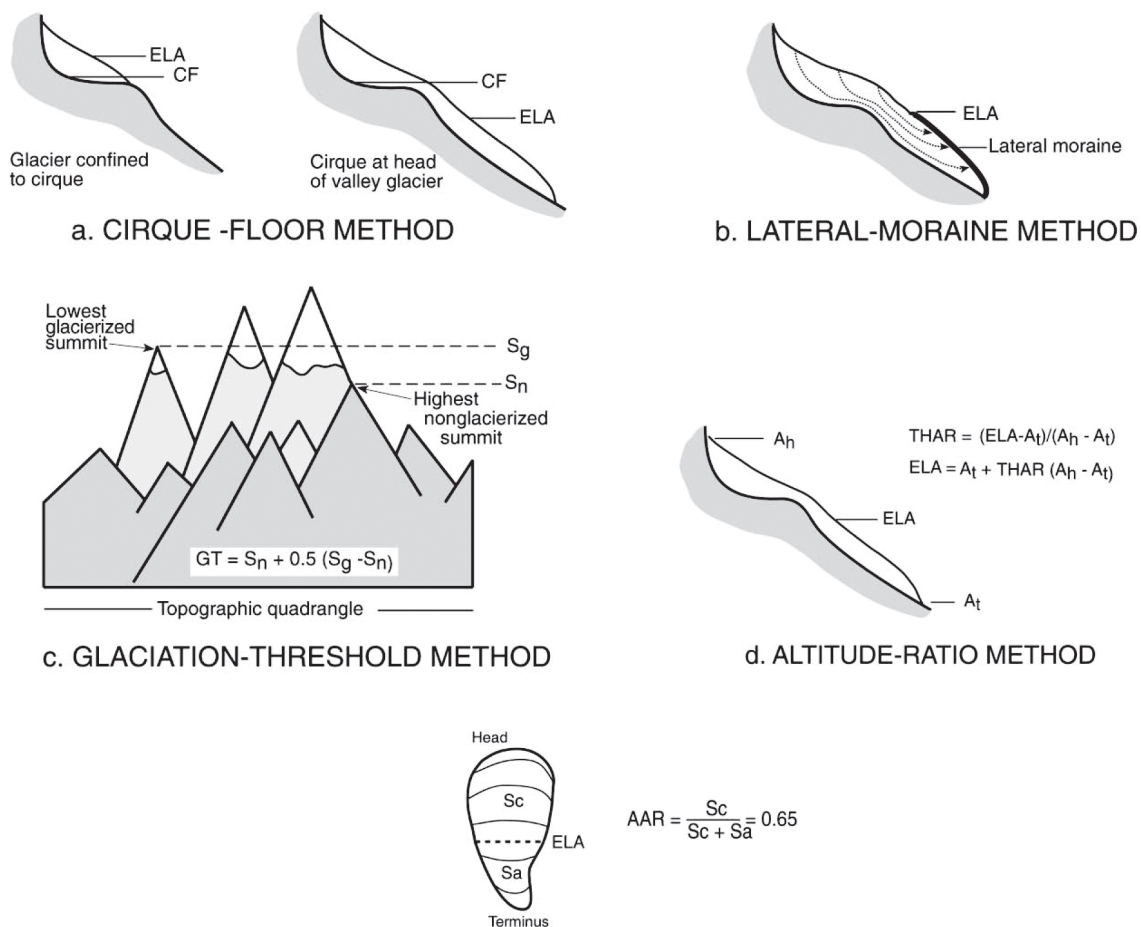 ELA
CF
Glacier confined
to cirque
CF
ELA
Cirque at head
of valley glacier
a. CIRQUE -FLOOR METHOD
ELA
Lateral moraine
b. LATERAL-MORAINE METHOD
Lowest
glacierized
summit
Sg
Sn
Highest
nonglacierized
summit
GT = Sn + 0.5 (Sg -Sn)
Topographic quadrangle
c. GLACIATION-THRESHOLD METHOD
Ah
THAR = (ELA-At)/(Ah - At)
ELA = At + THAR (Ah - At)
ELA
At
d. ALTITUDE-RATIO METHOD
Head
Sc
ELA
Sa
Terminus
AAR = Sc / Sc + Sa = 0.65